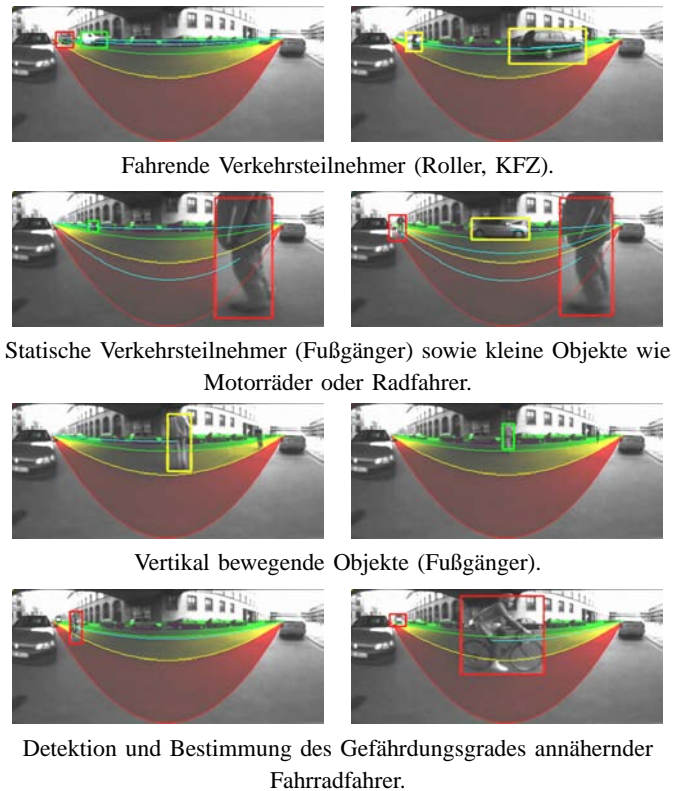 Fahrende Verkehrsteilnehmer (Roller, KFZ).
Statische Verkehrsteilnehmer (Fußgänger) sowie kleine Objekte wie
Motorräder oder Radfahrer.
Vertikal bewegende Objekte (Fußgänger).
Detektion und Bestimmung des Gefährdungsgrades annähernder
Fahrradfahrer.